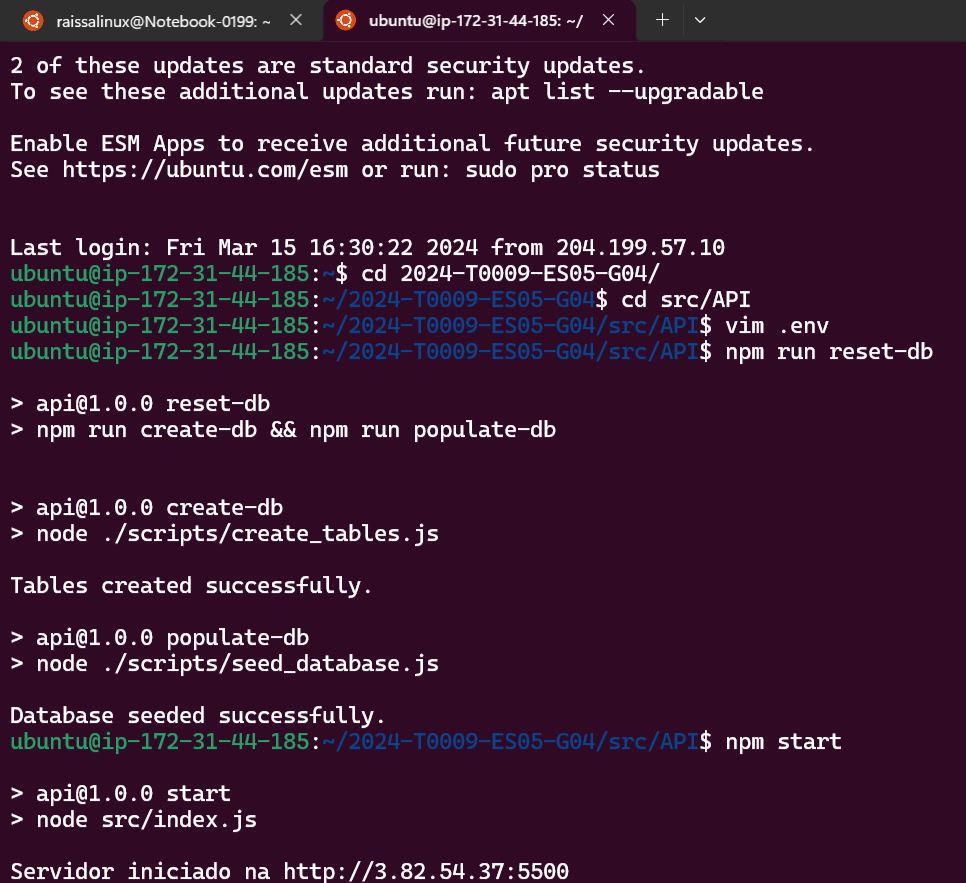 raissalinux@Notebook-0199: ~
ubuntu@ip-172-31-44-185: ~/
2 of these updates are standard security updates.
To see these additional updates run: apt list --upgradable
Enable ESM Apps to receive additional future security updates.
See https://ubuntu.com/esm or run: sudo pro status
Last login: Fri Mar 15 16:30:22 2024 from 204.199.57.10
ubuntu@ip-172-31-44-185:~$ cd 2024-T0009-ES05-G04/
ubuntu@ip-172-31-44-185:~/2024-T0009-ES05-G04$ cd src/API
ubuntu@ip-172-31-44-185:~/2024-T0009-ES05-G04/src/API$ vim .env
ubuntu@ip-172-31-44-185:~/2024-T0009-ES05-G04/src/API$ npm run reset-db
> api@1.0.0 reset-db
> npm run create-db && npm run populate-db
> api@1.0.0 create-db
> node ./scripts/create_tables.js
Tables created successfully.
> api@1.0.0 populate-db
> node ./scripts/seed_database.js
Database seeded successfully.
ubuntu@ip-172-31-44-185:~/2024-T0009-ES05-G04/src/API$ npm start
> api@1.0.0 start
> node src/index.js
Servidor iniciado na http://3.82.54.37:5500